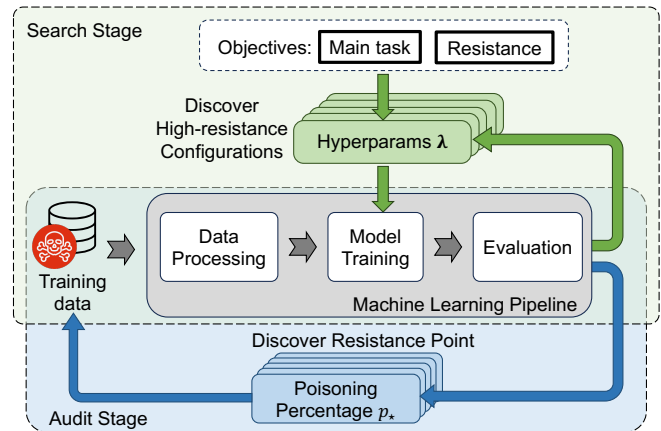 Search Stage
Objectives: Main task Resistance
Discover
High-resistance
Configurations
Hyperparams λ
Training
data
Data
Processing
Model
Training
Evaluation
Machine Learning Pipeline
Discover Resistance Point
Poisoning
Percentage p⋆
Audit Stage